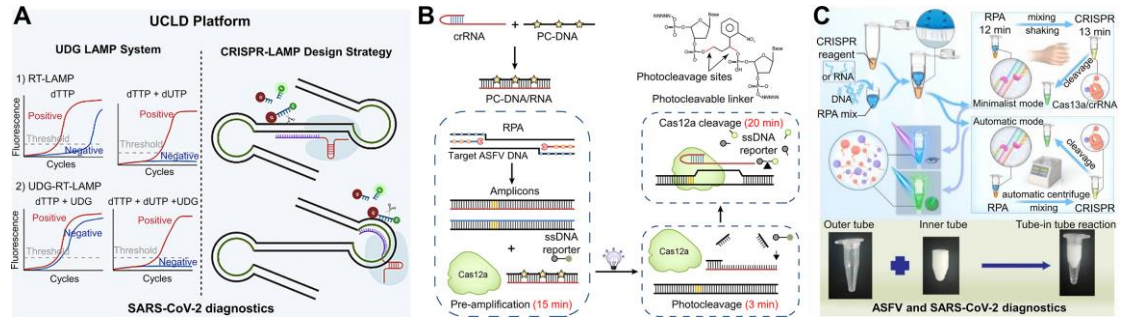 A
UCLD Platform
UDG LAMP System
CRISPR-LAMP Design Strategy
1) RT-LAMP
dTTP
dTTP + dUTP
Fluorescence
Positive
Threshold
Negative
Cycles
Positive
Threshold
Negative
Cycles
2) UDG-RT-LAMP
dTTP + UDG
dTTP + dUTP +UDG
Fluorescence
Positive
Negative
Threshold
Cycles
Positive
Threshold
Negative
Cycles
SARS-CoV-2 diagnostics
B
crRNA
+
PC-DNA
PC-DNA/RNA
RPA
Target ASFV DNA
Amplicons
+
ssDNA
reporter
Cas12a
Pre-amplification (15 min)
NNNNN
Base
Photocleavage sites
Photocleavable linker
Base
NNNNN
Cas12a cleavage (20 min)
ssDNA
reporter
Cas12a
Photocleavage (3 min)
C
CRISPR
reagent
or RNA
DNA
RPA mix
RPA
12 min
mixing
shaking
CRISPR
13 min
cleavage
Cas13a/crRNA
Minimalist mode
Automatic mode
cleavage
automatic centrifuge
RPA
mixing
CRISPR
Outer tube
Inner tube
Tube-in tube reaction
ASFV and SARS-CoV-2 diagnostics